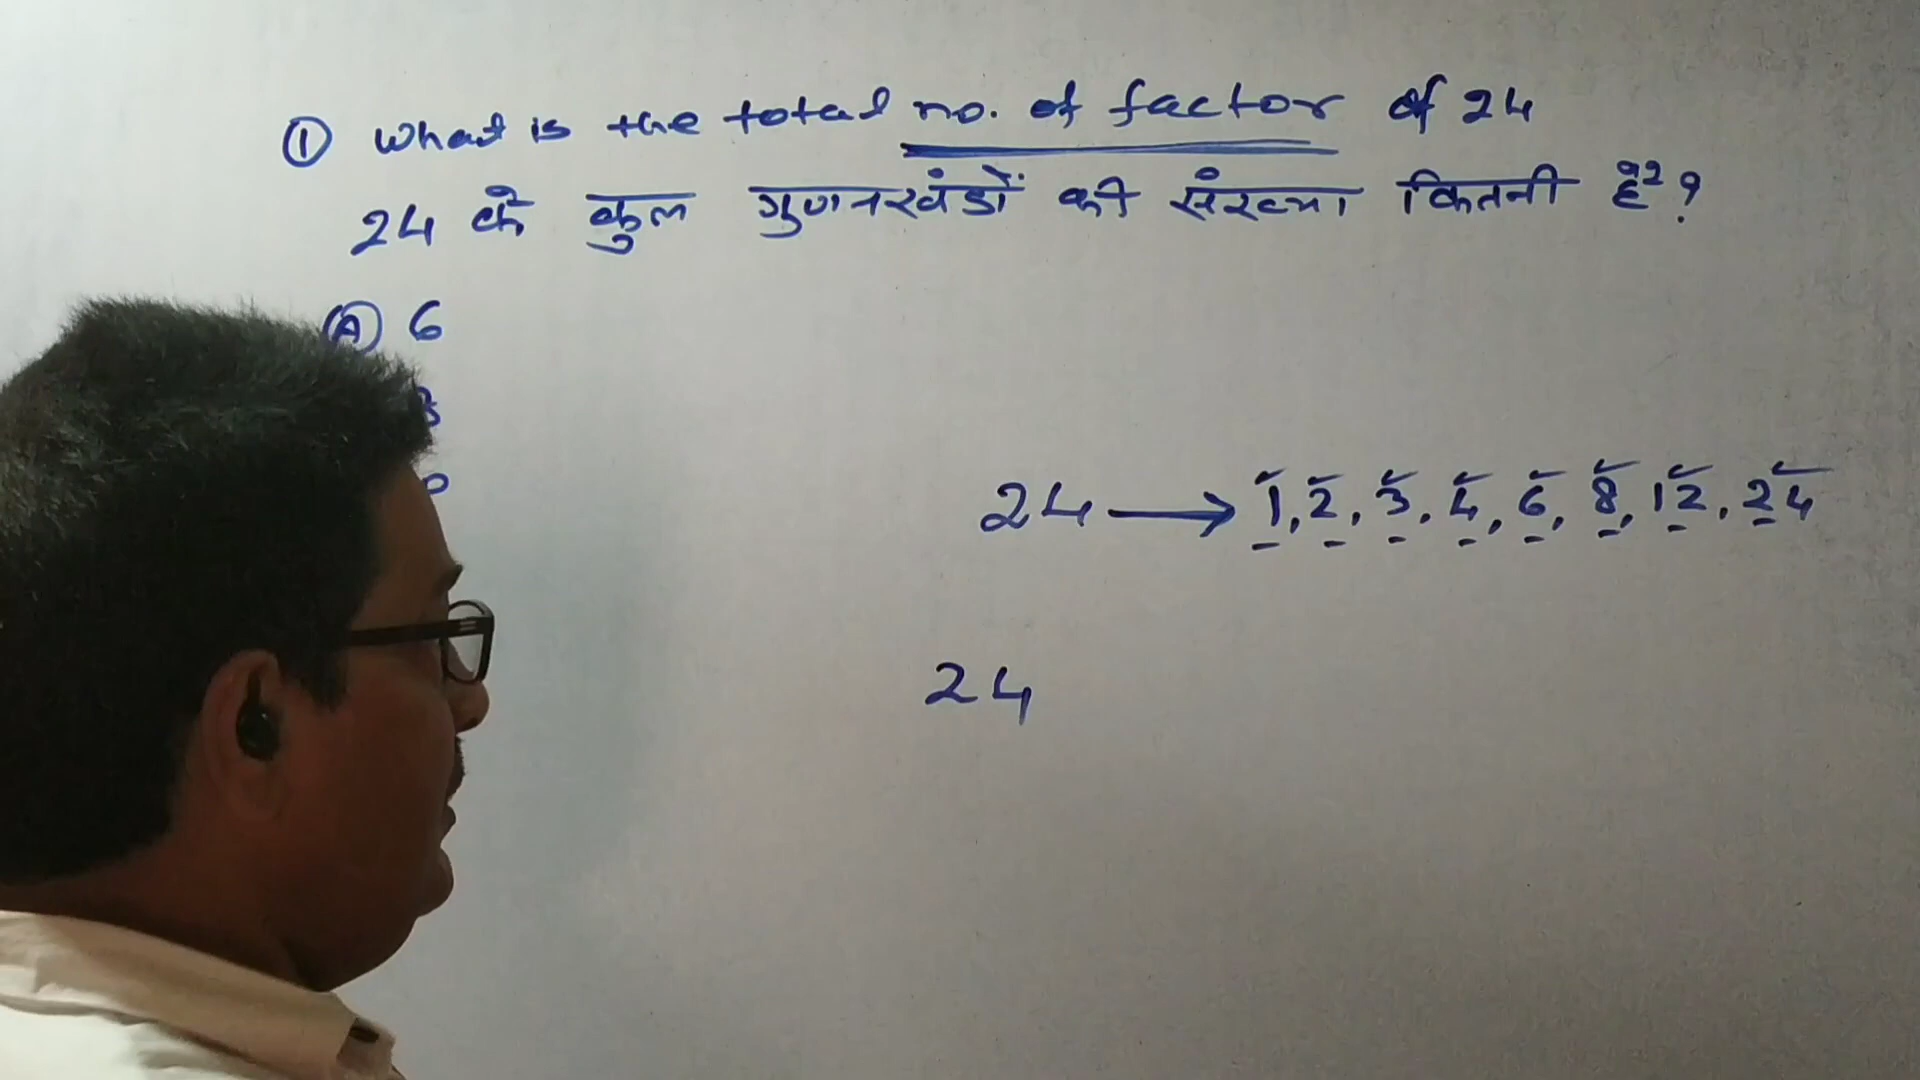 ① What is the total no. of factor of 24
24 के कुल गुणनखंडों की संख्या कितनी है?
Ⓐ 6
24 → 1, 2, 3, 4, 6, 8, 12, 24
24